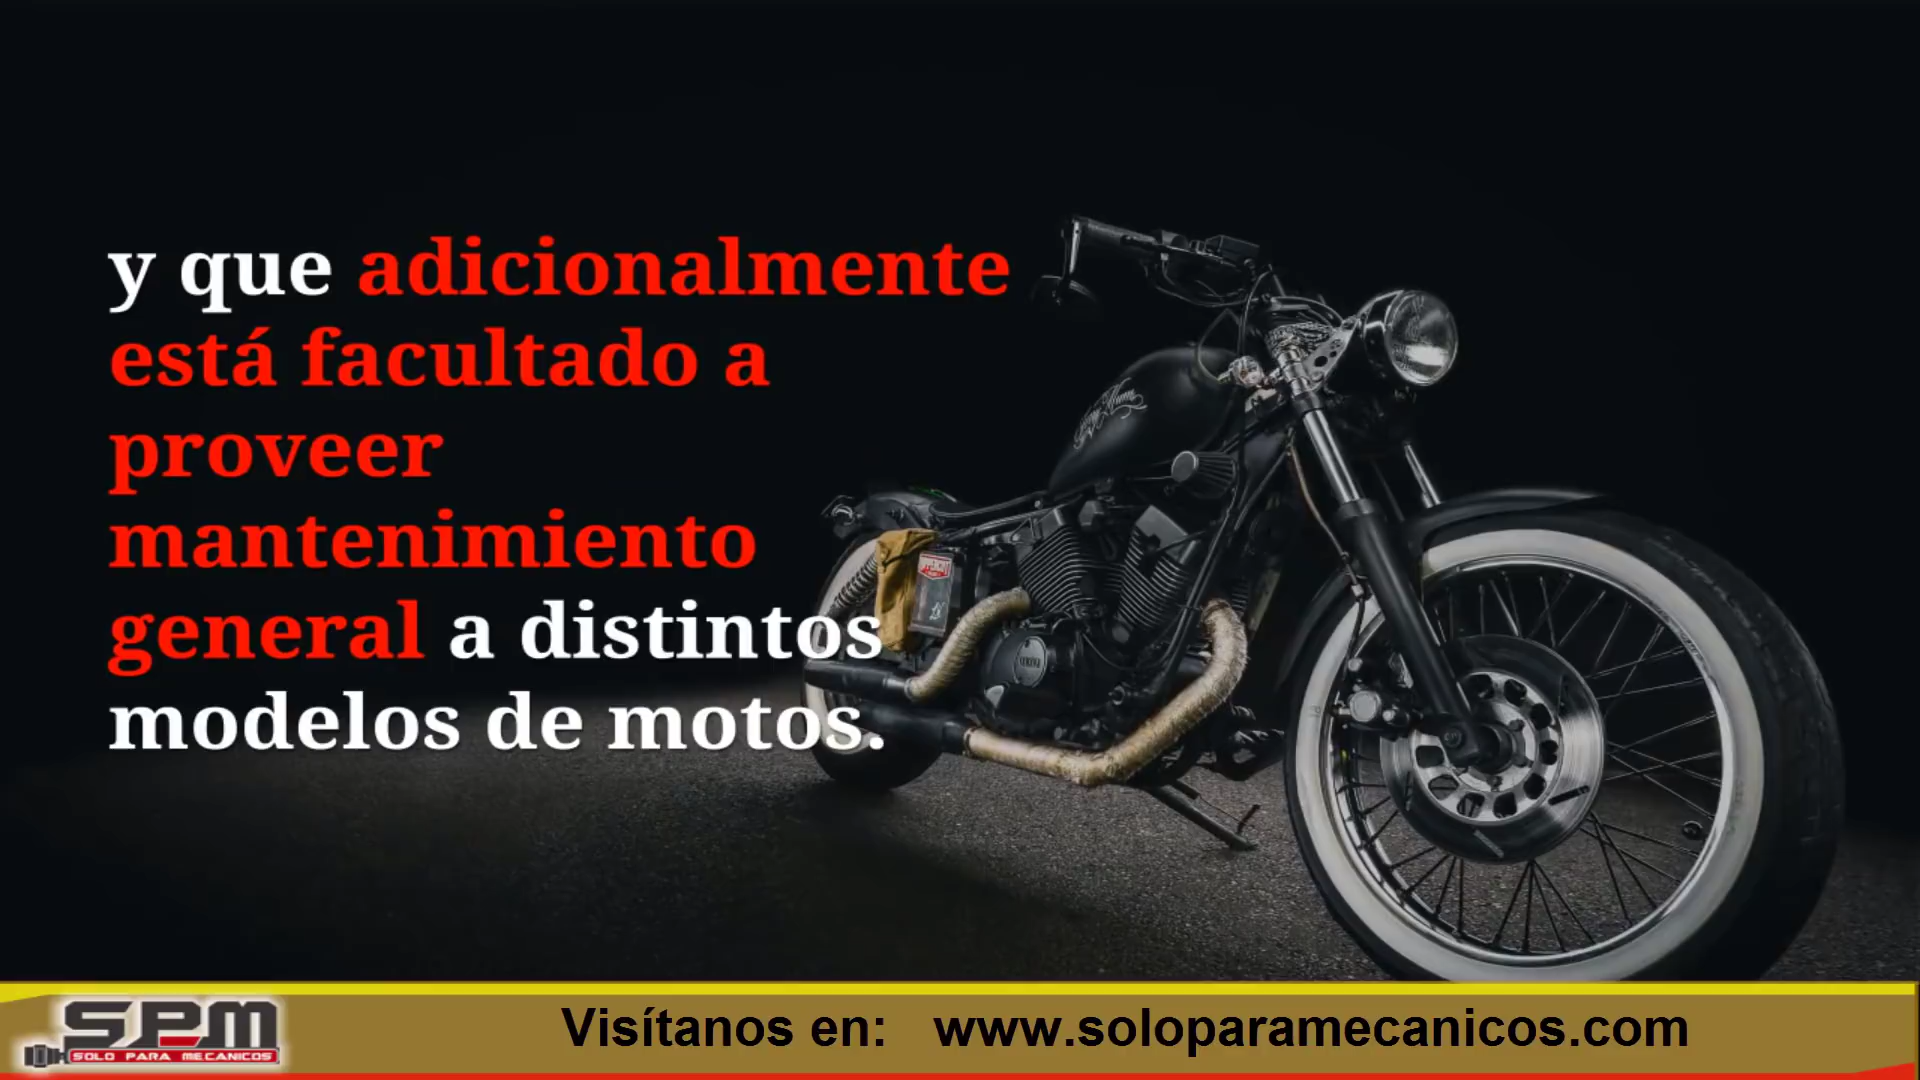 y que adicionalmente
está facultado a
proveer
mantenimiento
general a distintos
modelos de motos.
SPM
SOLO PARA MECANICOS
Visítanos en: www.soloparamecanicos.com